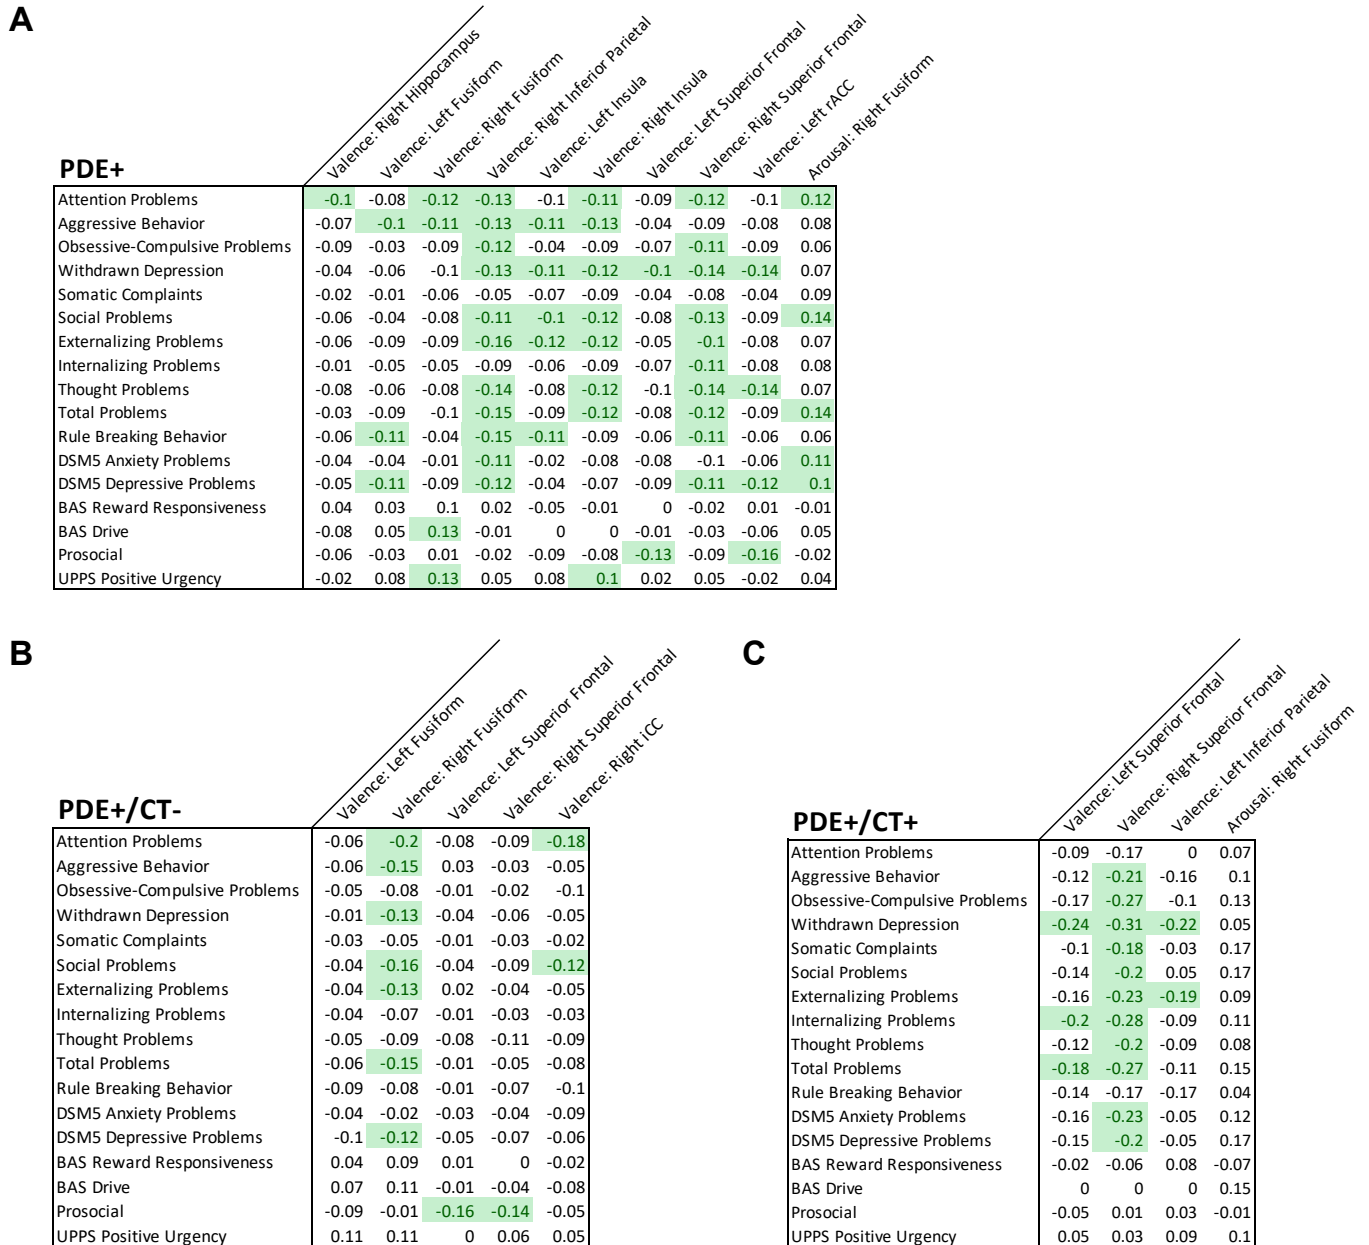 A
Valence: Right Hippocampus
Valence: Left Fusiform
Valence: Right Fusiform
Valence: Right Inferior Parietal
Valence: Left Insula
Valence: Right Insula
Valence: Left Superior Frontal
Valence: Right Superior Frontal
Valence: Left rACC
Arousal: Right Fusiform
PDE+
Attention Problems -0.1 -0.08 -0.12 -0.13 -0.1 -0.11 -0.09 -0.12 -0.1 0.12
Aggressive Behavior -0.07 -0.1 -0.11 -0.13 -0.11 -0.13 -0.04 -0.09 -0.08 0.08
Obsessive-Compulsive Problems -0.09 -0.03 -0.09 -0.12 -0.04 -0.09 -0.07 -0.11 -0.09 0.06
Withdrawn Depression -0.04 -0.06 -0.1 -0.13 -0.11 -0.12 -0.1 -0.14 -0.14 0.07
Somatic Complaints -0.02 -0.01 -0.06 -0.05 -0.07 -0.09 -0.04 -0.08 -0.04 0.09
Social Problems -0.06 -0.04 -0.08 -0.11 -0.1 -0.12 -0.08 -0.13 -0.09 0.14
Externalizing Problems -0.06 -0.09 -0.09 -0.16 -0.12 -0.12 -0.05 -0.1 -0.08 0.07
Internalizing Problems -0.01 -0.05 -0.05 -0.09 -0.06 -0.09 -0.07 -0.11 -0.08 0.08
Thought Problems -0.08 -0.06 -0.08 -0.14 -0.08 -0.12 -0.1 -0.14 -0.14 0.07
Total Problems -0.03 -0.09 -0.1 -0.15 -0.09 -0.12 -0.08 -0.12 -0.09 0.14
Rule Breaking Behavior -0.06 -0.11 -0.04 -0.15 -0.11 -0.09 -0.06 -0.11 -0.06 0.06
DSM5 Anxiety Problems -0.04 -0.04 -0.01 -0.11 -0.02 -0.08 -0.08 -0.1 -0.06 0.11
DSM5 Depressive Problems -0.05 -0.11 -0.09 -0.12 -0.04 -0.07 -0.09 -0.11 -0.12 0.1
BAS Reward Responsiveness 0.04 0.03 0.1 0.02 -0.05 -0.01 0 -0.02 0.01 -0.01
BAS Drive -0.08 0.05 0.13 -0.01 0 0 -0.01 -0.03 -0.06 0.05
Prosocial -0.06 -0.03 0.01 -0.02 -0.09 -0.08 -0.13 -0.09 -0.16 -0.02
UPPS Positive Urgency -0.02 0.08 0.13 0.05 0.08 0.1 0.02 0.05 -0.02 0.04
B
Valence: Left Fusiform
Valence: Right Fusiform
Valence: Left Superior Frontal
Valence: Right Superior Frontal
Valence: Right iCC
PDE+/CT-
Attention Problems -0.06 -0.2 -0.08 -0.09 -0.18
Aggressive Behavior -0.06 -0.15 0.03 -0.03 -0.05
Obsessive-Compulsive Problems -0.05 -0.08 -0.01 -0.02 -0.1
Withdrawn Depression -0.01 -0.13 -0.04 -0.06 -0.05
Somatic Complaints -0.03 -0.05 -0.01 -0.03 -0.02
Social Problems -0.04 -0.16 -0.04 -0.09 -0.12
Externalizing Problems -0.04 -0.13 0.02 -0.04 -0.05
Internalizing Problems -0.04 -0.07 -0.01 -0.03 -0.03
Thought Problems -0.05 -0.09 -0.08 -0.11 -0.09
Total Problems -0.06 -0.15 -0.01 -0.05 -0.08
Rule Breaking Behavior -0.09 -0.08 -0.01 -0.07 -0.1
DSM5 Anxiety Problems -0.04 -0.02 -0.03 -0.04 -0.09
DSM5 Depressive Problems -0.1 -0.12 -0.05 -0.07 -0.06
BAS Reward Responsiveness 0.04 0.09 0.01 0 -0.02
BAS Drive 0.07 0.11 -0.01 -0.04 -0.08
Prosocial -0.09 -0.01 -0.16 -0.14 -0.05
UPPS Positive Urgency 0.11 0.11 0 0.06 0.05
C
Valence: Left Superior Frontal
Valence: Right Superior Frontal
Valence: Left Inferior Parietal
Arousal: Right Fusiform
PDE+/CT+
Attention Problems -0.09 -0.17 0 0.07
Aggressive Behavior -0.12 -0.21 -0.16 0.1
Obsessive-Compulsive Problems -0.17 -0.27 -0.1 0.13
Withdrawn Depression -0.24 -0.31 -0.22 0.05
Somatic Complaints -0.1 -0.18 -0.03 0.17
Social Problems -0.14 -0.2 0.05 0.17
Externalizing Problems -0.16 -0.23 -0.19 0.09
Internalizing Problems -0.2 -0.28 -0.09 0.11
Thought Problems -0.12 -0.2 -0.09 0.08
Total Problems -0.18 -0.27 -0.11 0.15
Rule Breaking Behavior -0.14 -0.17 -0.17 0.04
DSM5 Anxiety Problems -0.16 -0.23 -0.05 0.12
DSM5 Depressive Problems -0.15 -0.2 -0.05 0.17
BAS Reward Responsiveness -0.02 -0.06 0.08 -0.07
BAS Drive 0 0 0 0.15
Prosocial -0.05 0.01 0.03 -0.01
UPPS Positive Urgency 0.05 0.03 0.09 0.1